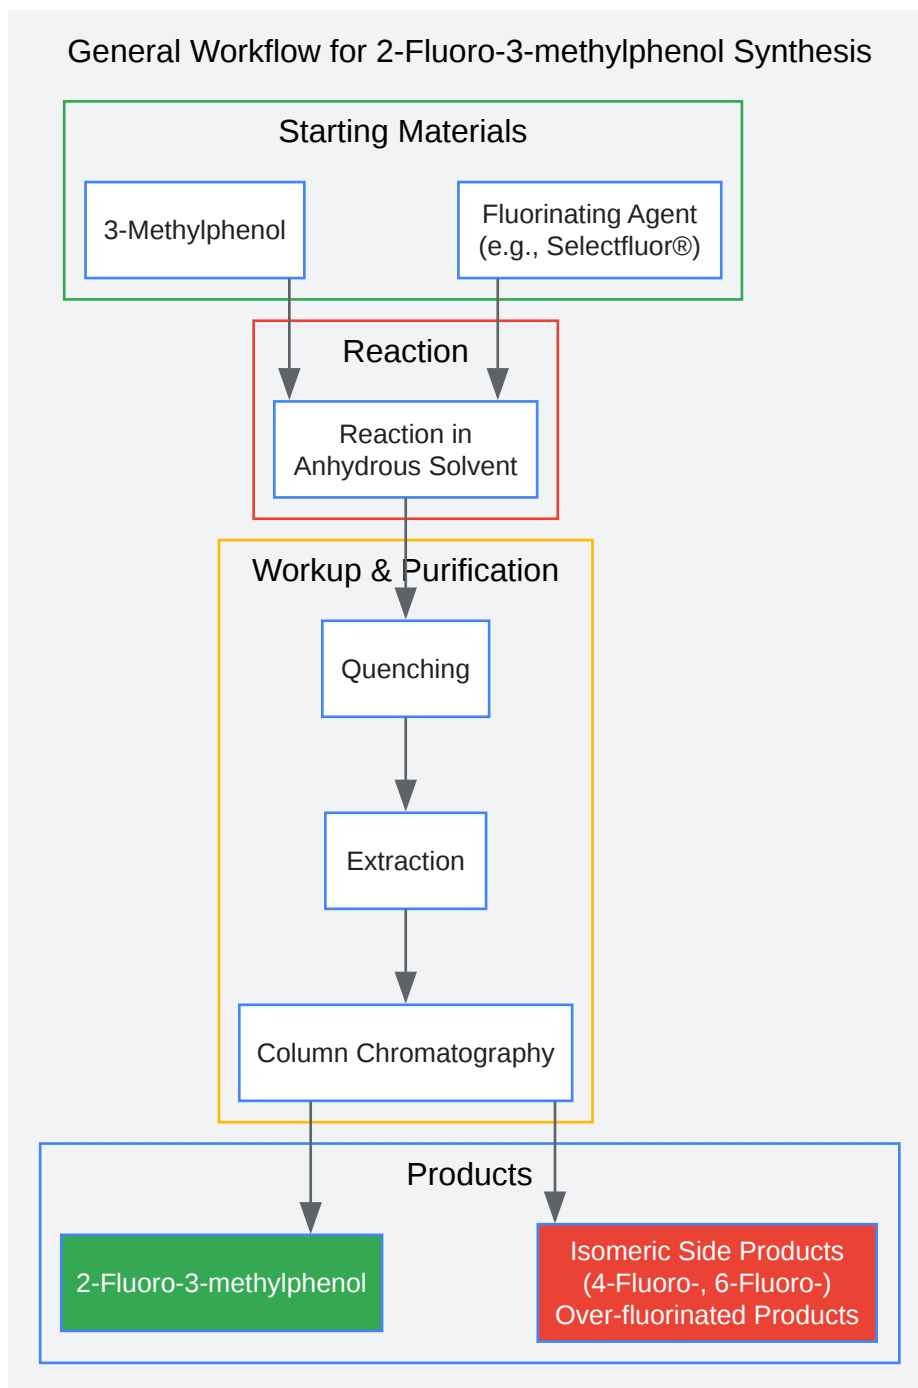 General Workflow for 2-Fluoro-3-methylphenol Synthesis
Starting Materials
3-Methylphenol
Fluorinating Agent
(e.g., Selectfluor®)
Reaction
Reaction in
Anhydrous Solvent
Workup & Purification
Quenching
Extraction
Column Chromatography
Products
2-Fluoro-3-methylphenol
Isomeric Side Products
(4-Fluoro-, 6-Fluoro-)
Over-fluorinated Products